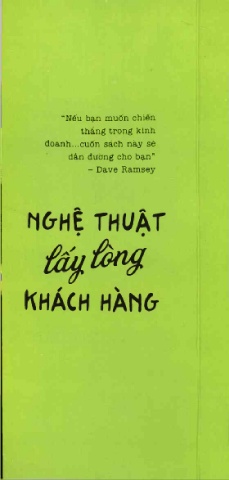 "Nếu bạn muốn chiến
thắng trong kinh
doanh...cuốn sách này sẽ
dẫn đường cho bạn"
– Dave Ramsey
NGHỆ THUẬT
lấy lòng
KHÁCH HÀNG